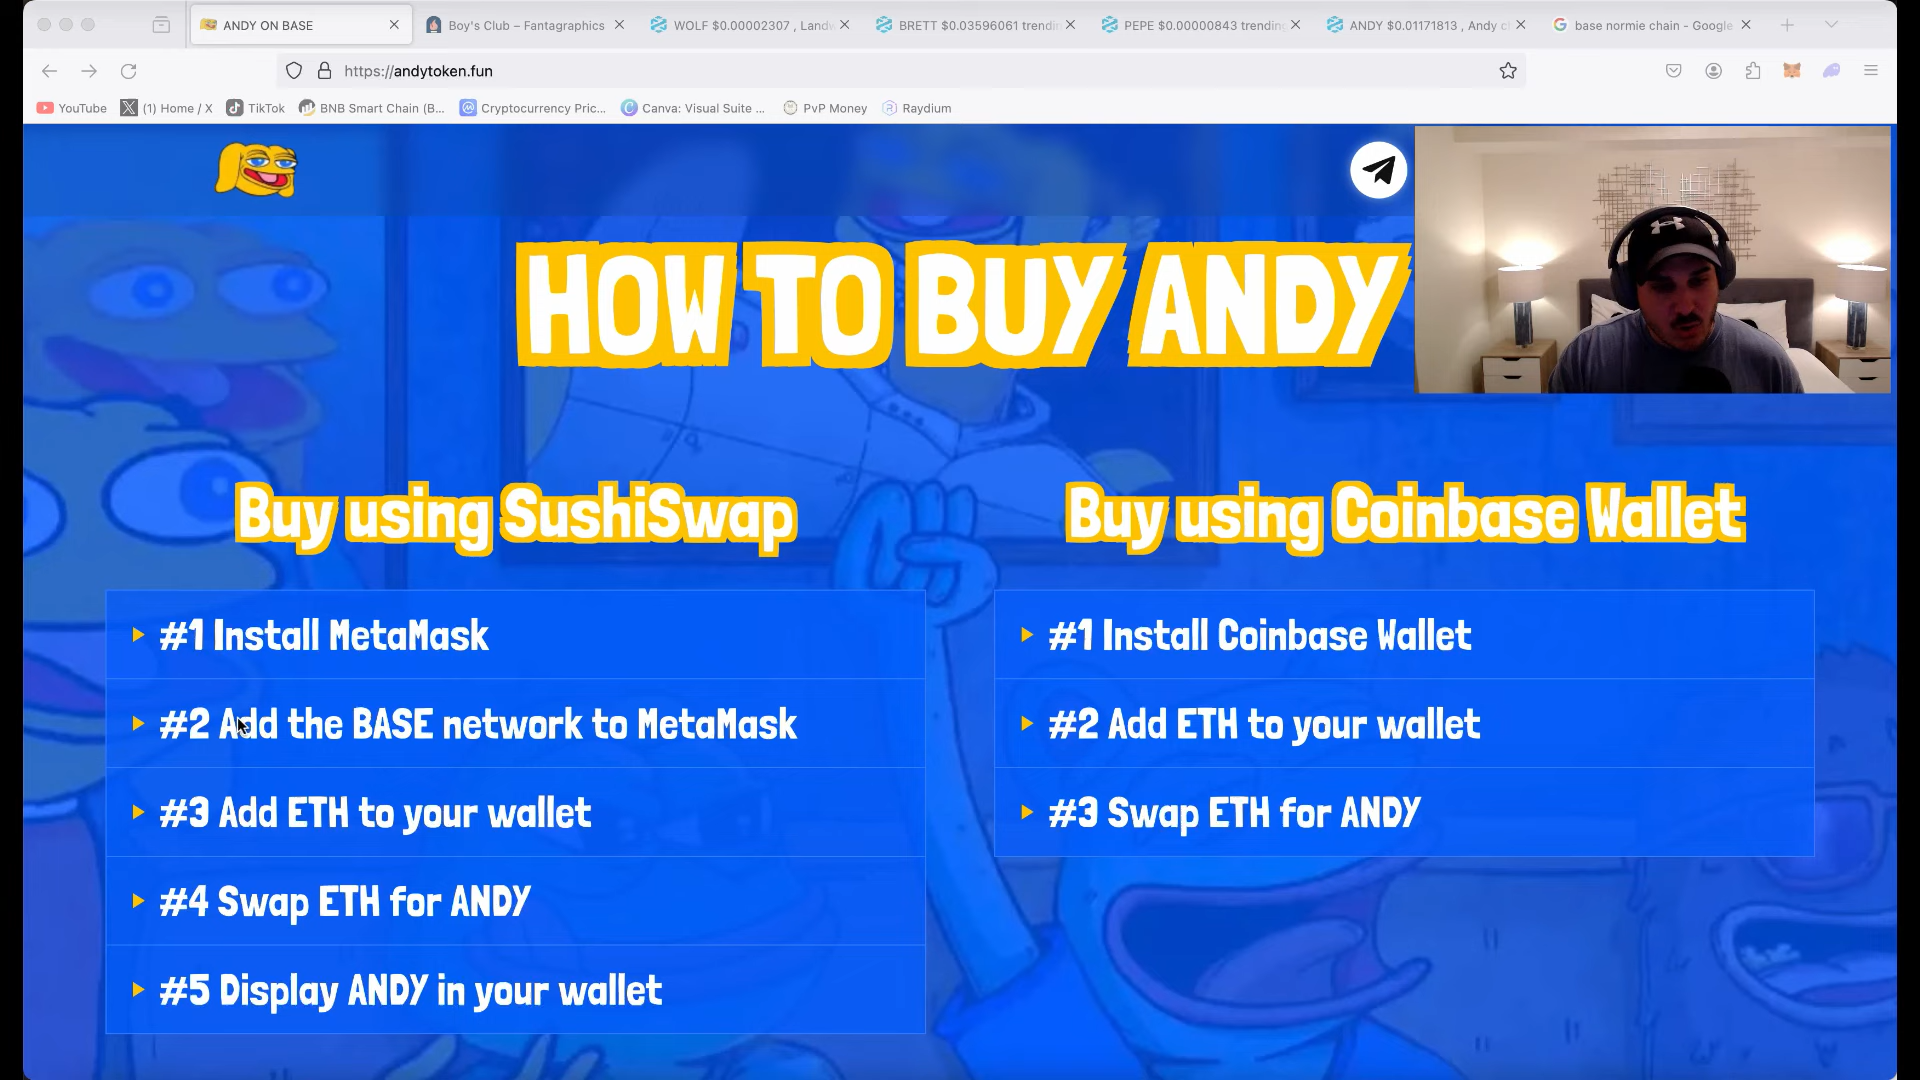 ANDY ON BASE
Boy's Club – Fantagraphics
WOLF $0.00002307 , Landw
BRETT $0.03596061 trendin
PEPE $0.00000843 trending
ANDY $0.01171813 , Andy c
base normie chain - Google
https://andytoken.fun
YouTube
(1) Home / X
TikTok
BNB Smart Chain (B...
Cryptocurrency Pric...
Canva: Visual Suite ...
PvP Money
Raydium
HOW TO BUY ANDY
Buy using SushiSwap
#1 Install MetaMask
#2 Add the BASE network to MetaMask
#3 Add ETH to your wallet
#4 Swap ETH for ANDY
#5 Display ANDY in your wallet
Buy using Coinbase Wallet
#1 Install Coinbase Wallet
#2 Add ETH to your wallet
#3 Swap ETH for ANDY